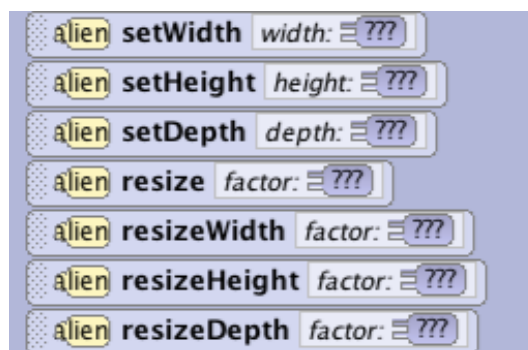 alien setWidth width: ???
alien setHeight height: ???
alien setDepth depth: ???
alien resize factor: ???
alien resizeWidth factor: ???
alien resizeHeight factor: ???
alien resizeDepth factor: ???